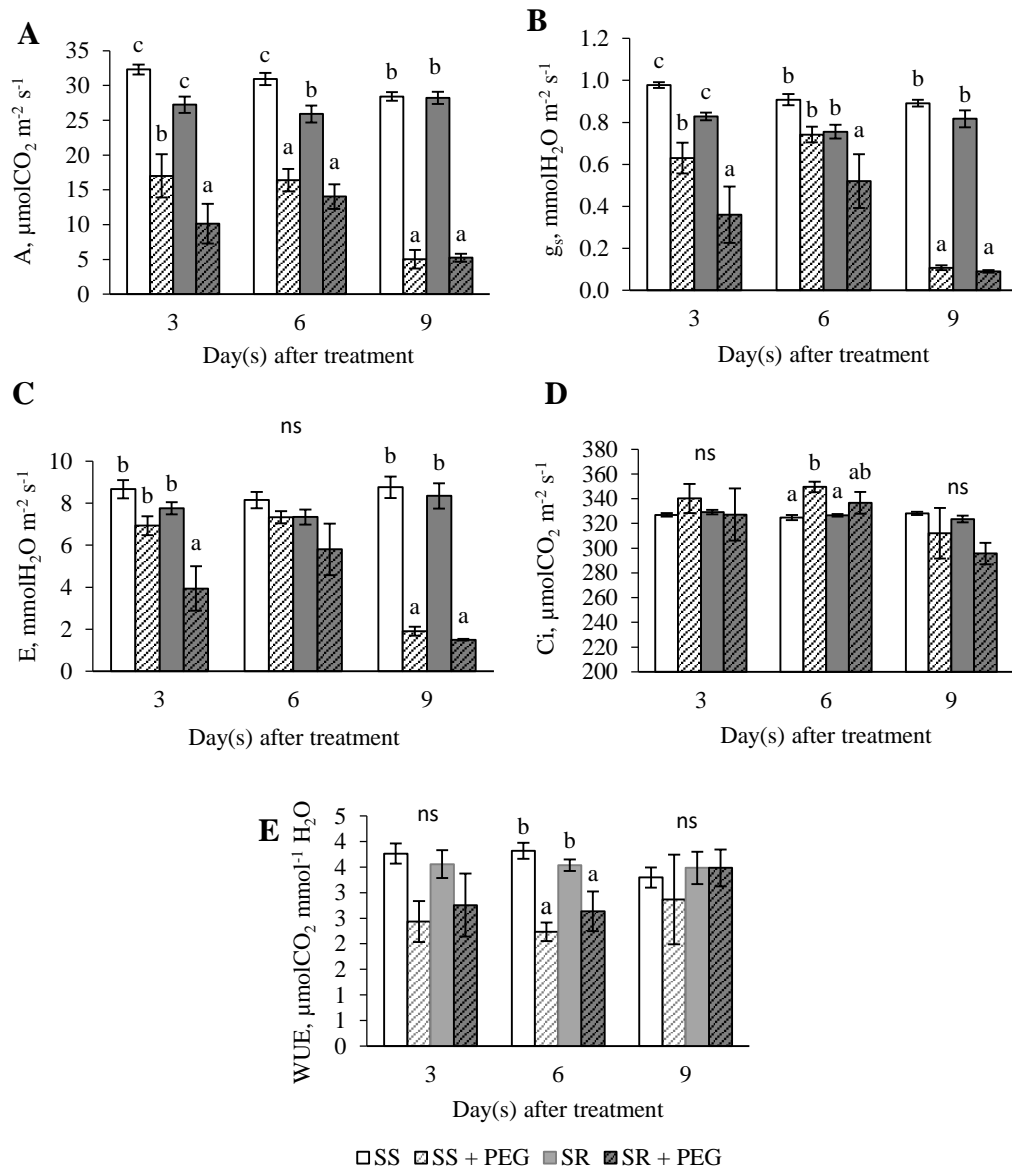 A
A, µmolCO₂ m⁻² s⁻¹
35
30
25
20
15
10
5
0
c c b b
c b
b a a a a a
3 6 9
Day(s) after treatment
B
gₛ, mmolH₂O m⁻² s⁻¹
1.2
1.0
0.8
0.6
0.4
0.2
0.0
c b c b b b a b b
a a a
3 6 9
Day(s) after treatment
C
E, mmolH₂O m⁻² s⁻¹
ns
10
8
6
4
2
0
b b b a b a b a
3 6 9
Day(s) after treatment
D
Ci, µmolCO₂ m⁻² s⁻¹
380
360
340
320
300
280
260
240
220
200
ns a b a ab ns
3 6 9
Day(s) after treatment
E
WUE, µmolCO₂ mmol⁻¹ H₂O
4
4
3
3
2
2
1
1
0
ns b a b a ns
3 6 9
Day(s) after treatment
SS SS + PEG SR SR + PEG